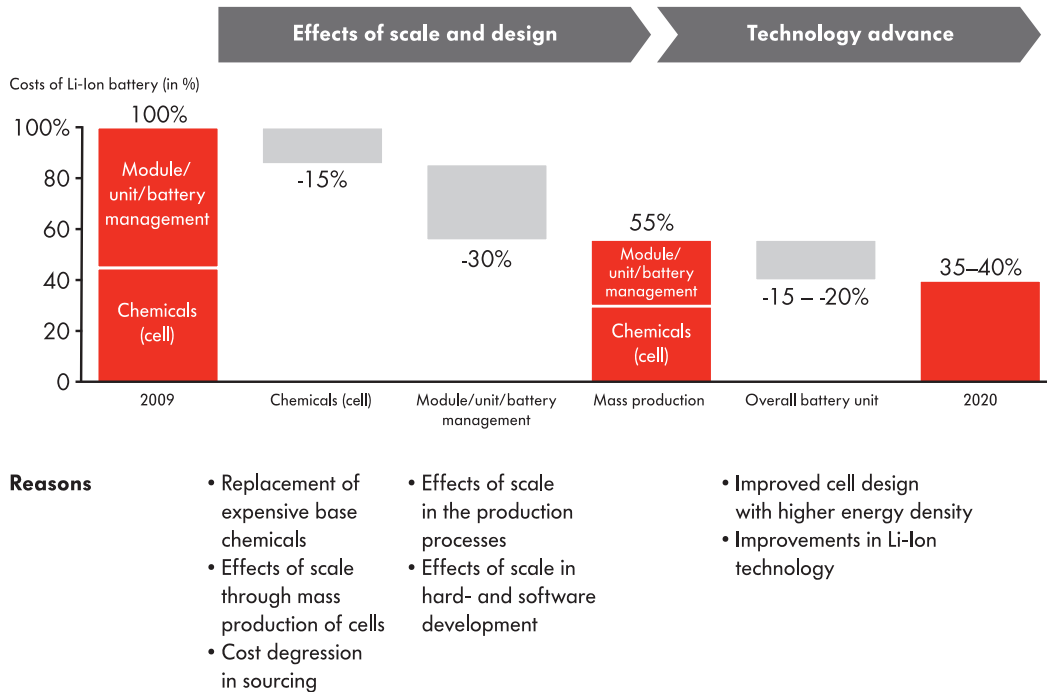 Effects of scale and design
Technology advance
Costs of Li-Ion battery (in %)
100%
100%
80
60
40
20
0
Module/
unit/battery
management
Chemicals
(cell)
-15%
-30%
55%
Module/
unit/battery
management
Chemicals
(cell)
-15 – -20%
35–40%
2009
Chemicals (cell)
Module/unit/battery
management
Mass production
Overall battery unit
2020
Reasons
• Replacement of
expensive base
chemicals
• Effects of scale
through mass
production of cells
• Cost degression
in sourcing
• Effects of scale
in the production
processes
• Effects of scale in
hard- and software
development
• Improved cell design
with higher energy density
• Improvements in Li-Ion
technology